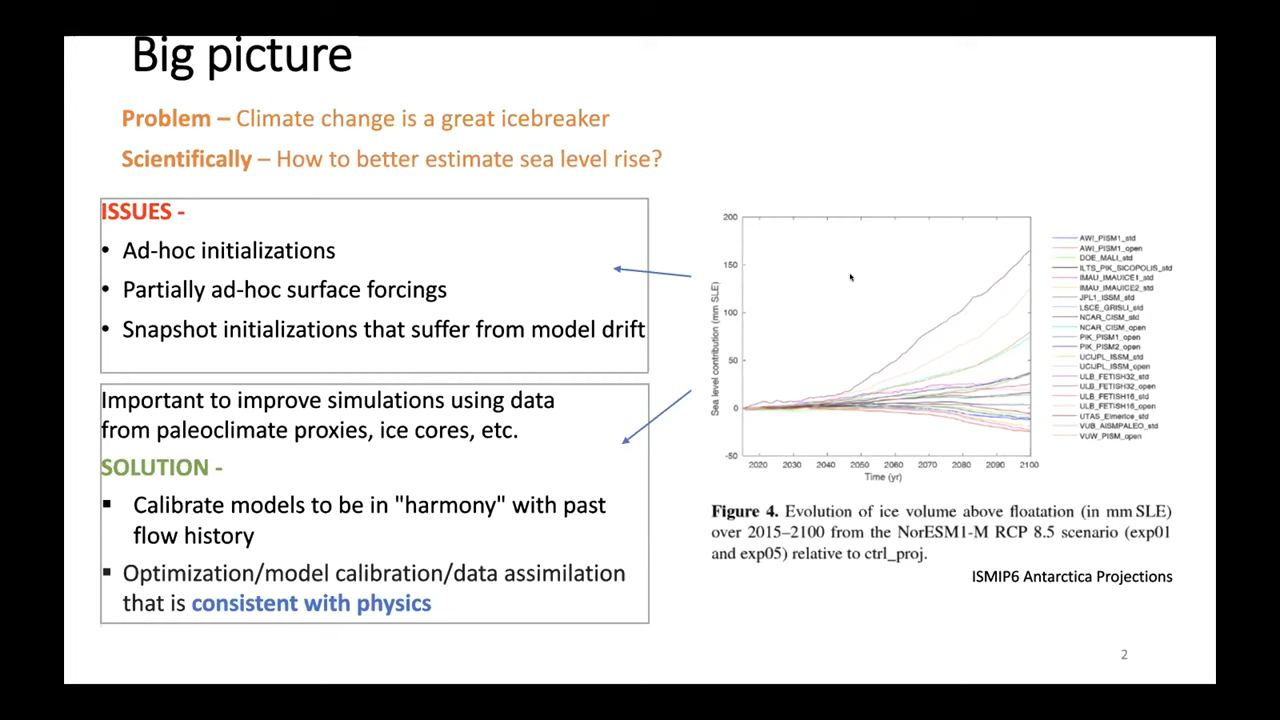 Big picture
Problem – Climate change is a great icebreaker
Scientifically – How to better estimate sea level rise?
ISSUES -
• Ad-hoc initializations
• Partially ad-hoc surface forcings
• Snapshot initializations that suffer from model drift
Important to improve simulations using data
from paleoclimate proxies, ice cores, etc.
SOLUTION -
▪ Calibrate models to be in "harmony" with past
flow history
▪ Optimization/model calibration/data assimilation
that is consistent with physics
200
150
100
50
0
-50
Sea level contribution (mm SLE)
2020 2030 2040 2050 2060 2070 2080 2090 2100
Time (yr)
AWI_PISM1_std
AWI_PISM1_open
DOE_MALI_std
ILTS_PIK_SICOPOLIS_std
IMAU_IMAUICE1_std
IMAU_IMAUICE2_std
JPL1_ISSM_std
LSCE_GRISLI_std
NCAR_CISM_std
NCAR_CISM_open
PIK_PISM1_open
PIK_PISM2_open
UCIJPL_ISSM_std
UCIJPL_ISSM_open
ULB_FETISH32_std
ULB_FETISH32_open
ULB_FETISH16_std
ULB_FETISH16_open
UTAS_Elmerice_std
VUB_AISMPALEO_std
VUW_PISM_open
Figure 4. Evolution of ice volume above floatation (in mm SLE)
over 2015–2100 from the NorESM1-M RCP 8.5 scenario (exp01
and exp05) relative to ctrl_proj.
ISMIP6 Antarctica Projections
2